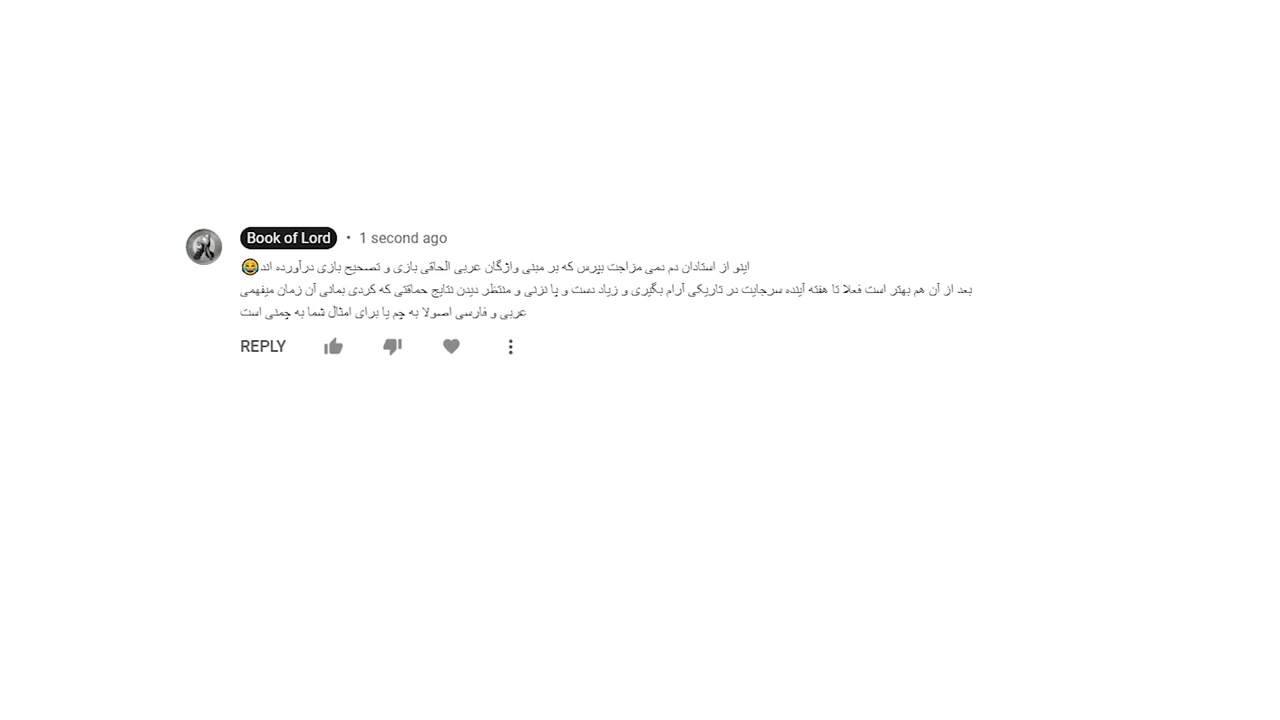 Book of Lord • 1 second ago
اینو از استادان دم دمی مزاجت بپرس که بر مبنی واژگان عربی الحاقی بازی و تصحیح بازی درآورده اند😂
بعد از آن هم بهتر است فعلا تا هفته آینده سرجایت در تاریکی آرام بگیری و زیاد دست و پا نزنی و منتظر دیدن نتایج حماقتی که کردی بمانی آن زمان میفهمی
عربی و فارسی اصولا به چم یا برای امثال شما به چمنی است
REPLY